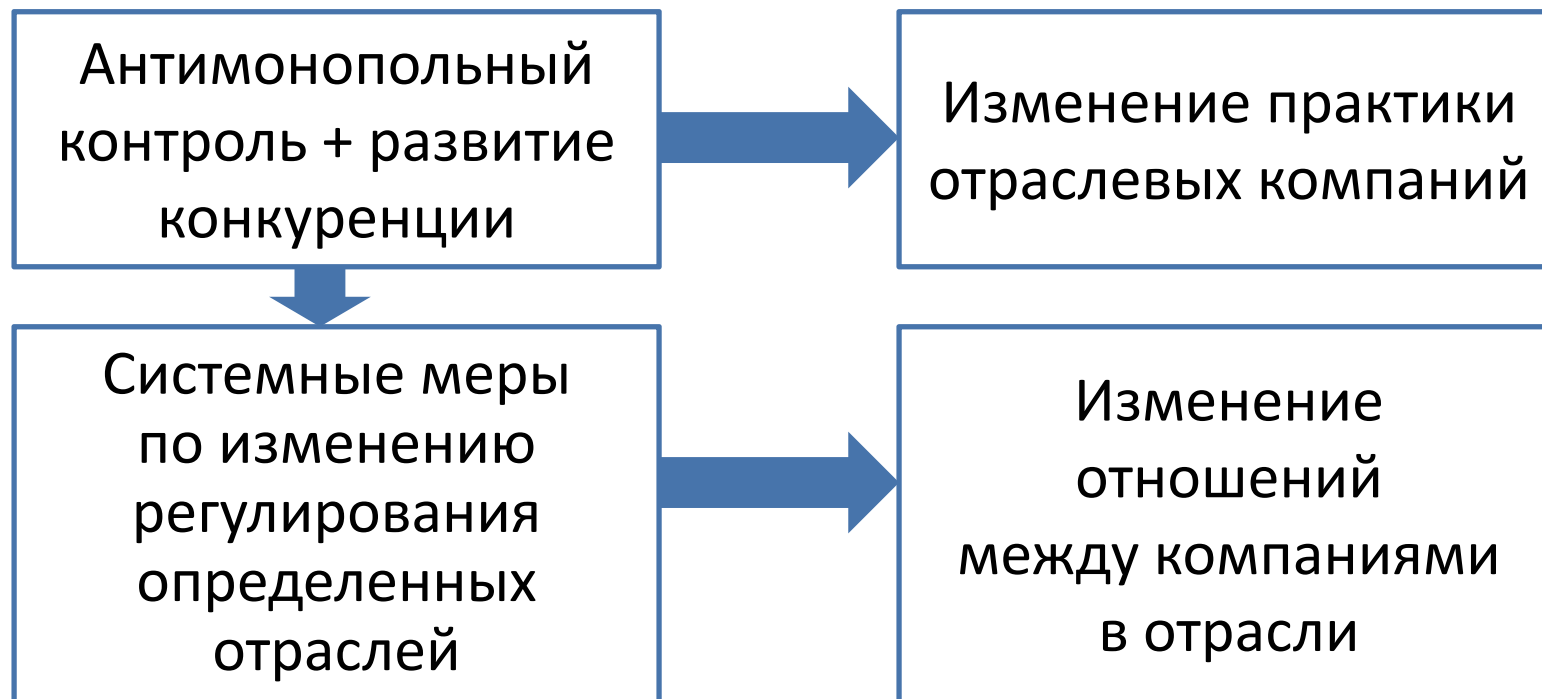 Антимонопольный
контроль + развитие
конкуренции
Изменение практики
отраслевых компаний
Системные меры
по изменению
регулирования
определенных
отраслей
Изменение
отношений
между компаниями
в отрасли